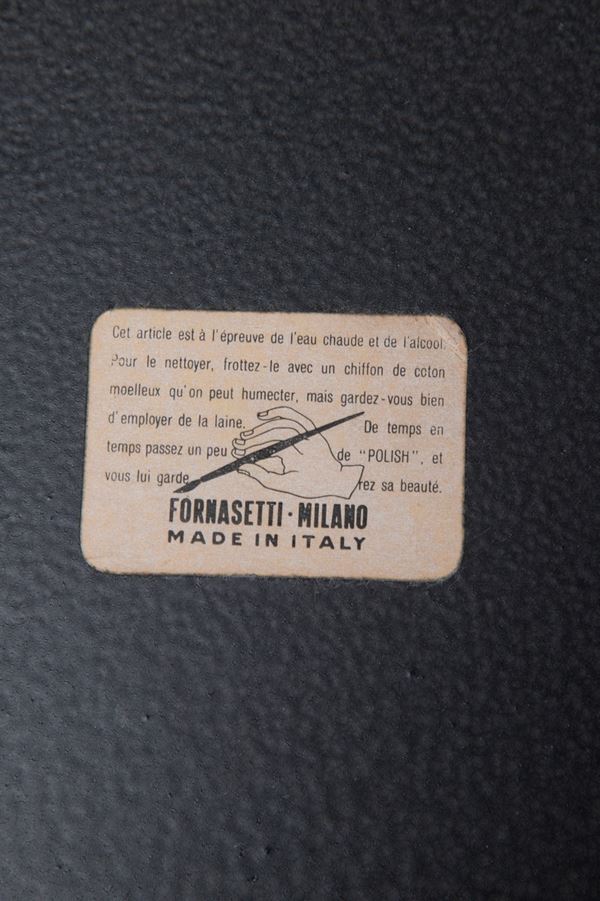 Cet article est à l'épreuve de l'eau chaude et de l'alcool.
Pour le nettoyer, frottez-le avec un chiffon de coton
moelleux qu'on peut humecter, mais gardez-vous bien
d'employer de la laine. De temps en
temps passez un peu de "POLISH", et
vous lui garde rez sa beauté.
FORNASETTI·MILANO
MADE IN ITALY